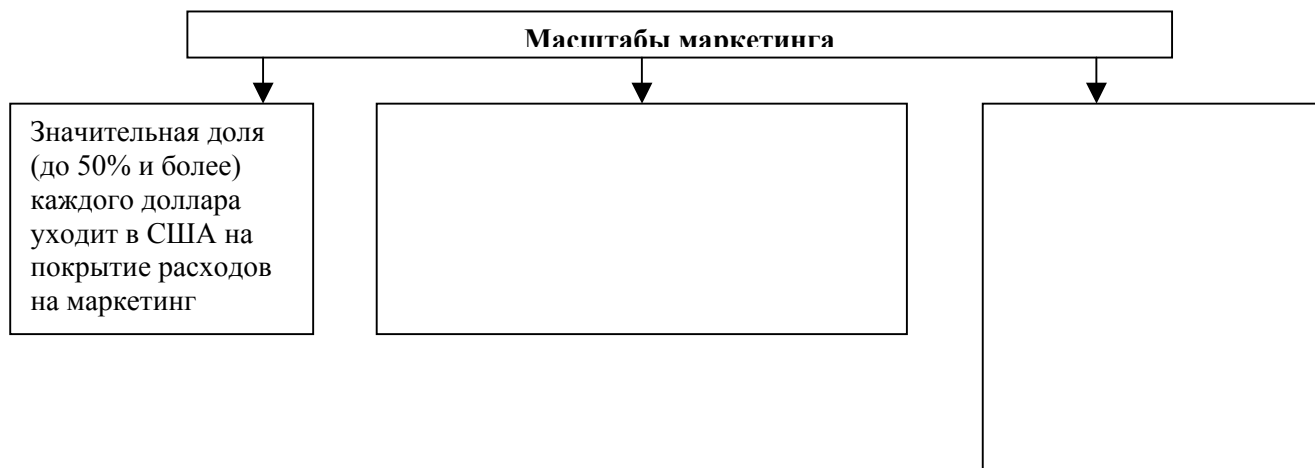 Масштабы маркетинга
Значительная доля
(до 50% и более)
каждого доллара
уходит в США на
покрытие расходов
на маркетинг